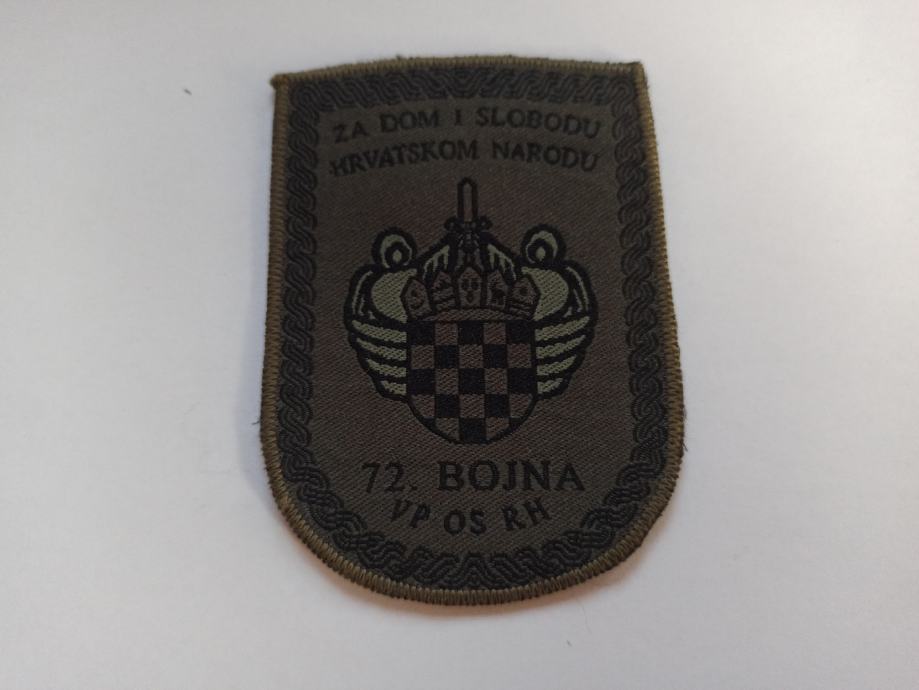 ZA DOM I SLOBODU
HRVATSKOM NARODU
72. BOJNA
VP OS RH